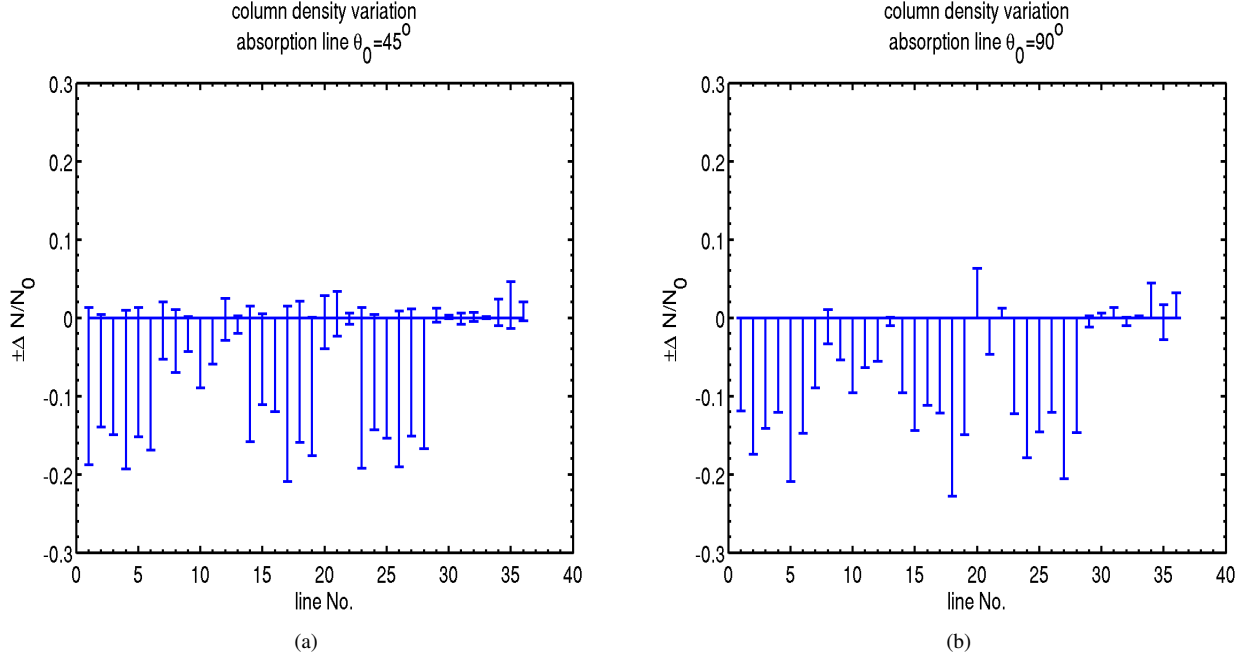 column density variation
absorption line θ₀=45°
0.3
0.2
0.1
0
-0.1
-0.2
-0.3
±Δ N/N₀
0 5 10 15 20 25 30 35 40
line No.
(a)
column density variation
absorption line θ₀=90°
0.3
0.2
0.1
0
-0.1
-0.2
-0.3
±Δ N/N₀
0 5 10 15 20 25 30 35 40
line No.
(b)